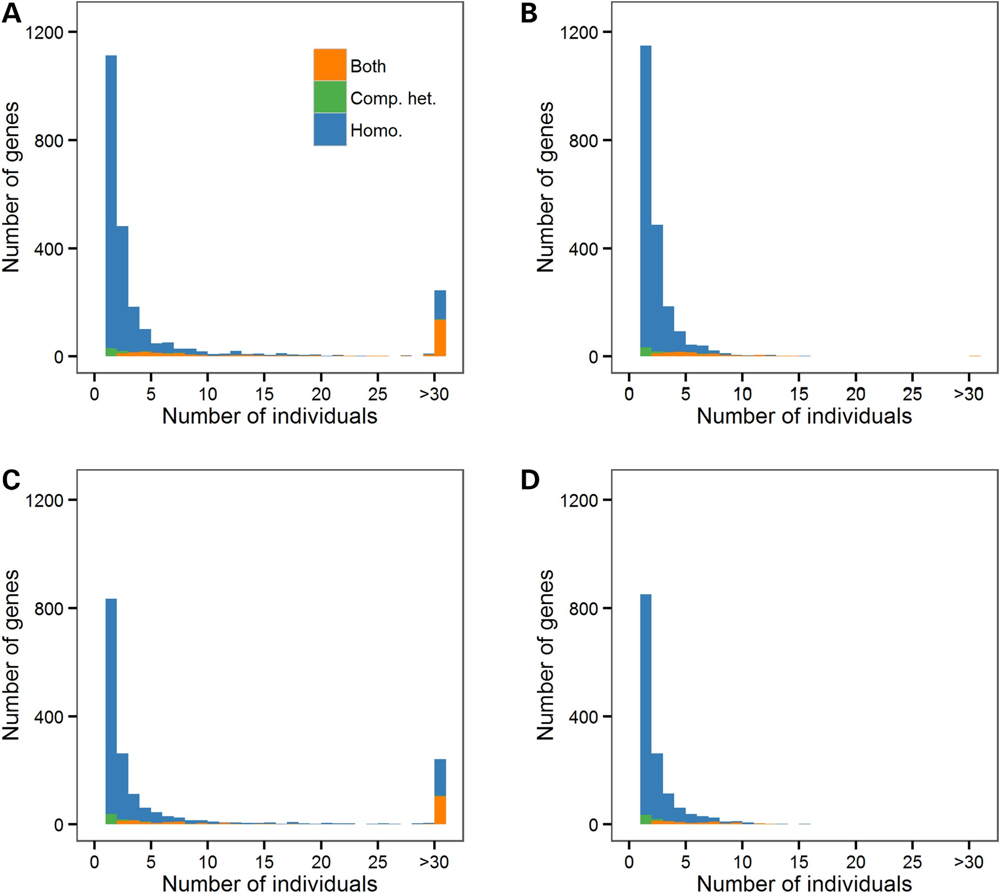 A
Number of genes
1200
800
400
0
Both
Comp. het.
Homo.
0 5 10 15 20 25 >30
Number of individuals
B
Number of genes
1200
800
400
0
0 5 10 15 20 25 >30
Number of individuals
C
Number of genes
1200
800
400
0
0 5 10 15 20 25 >30
Number of individuals
D
Number of genes
1200
800
400
0
0 5 10 15 20 25 >30
Number of individuals